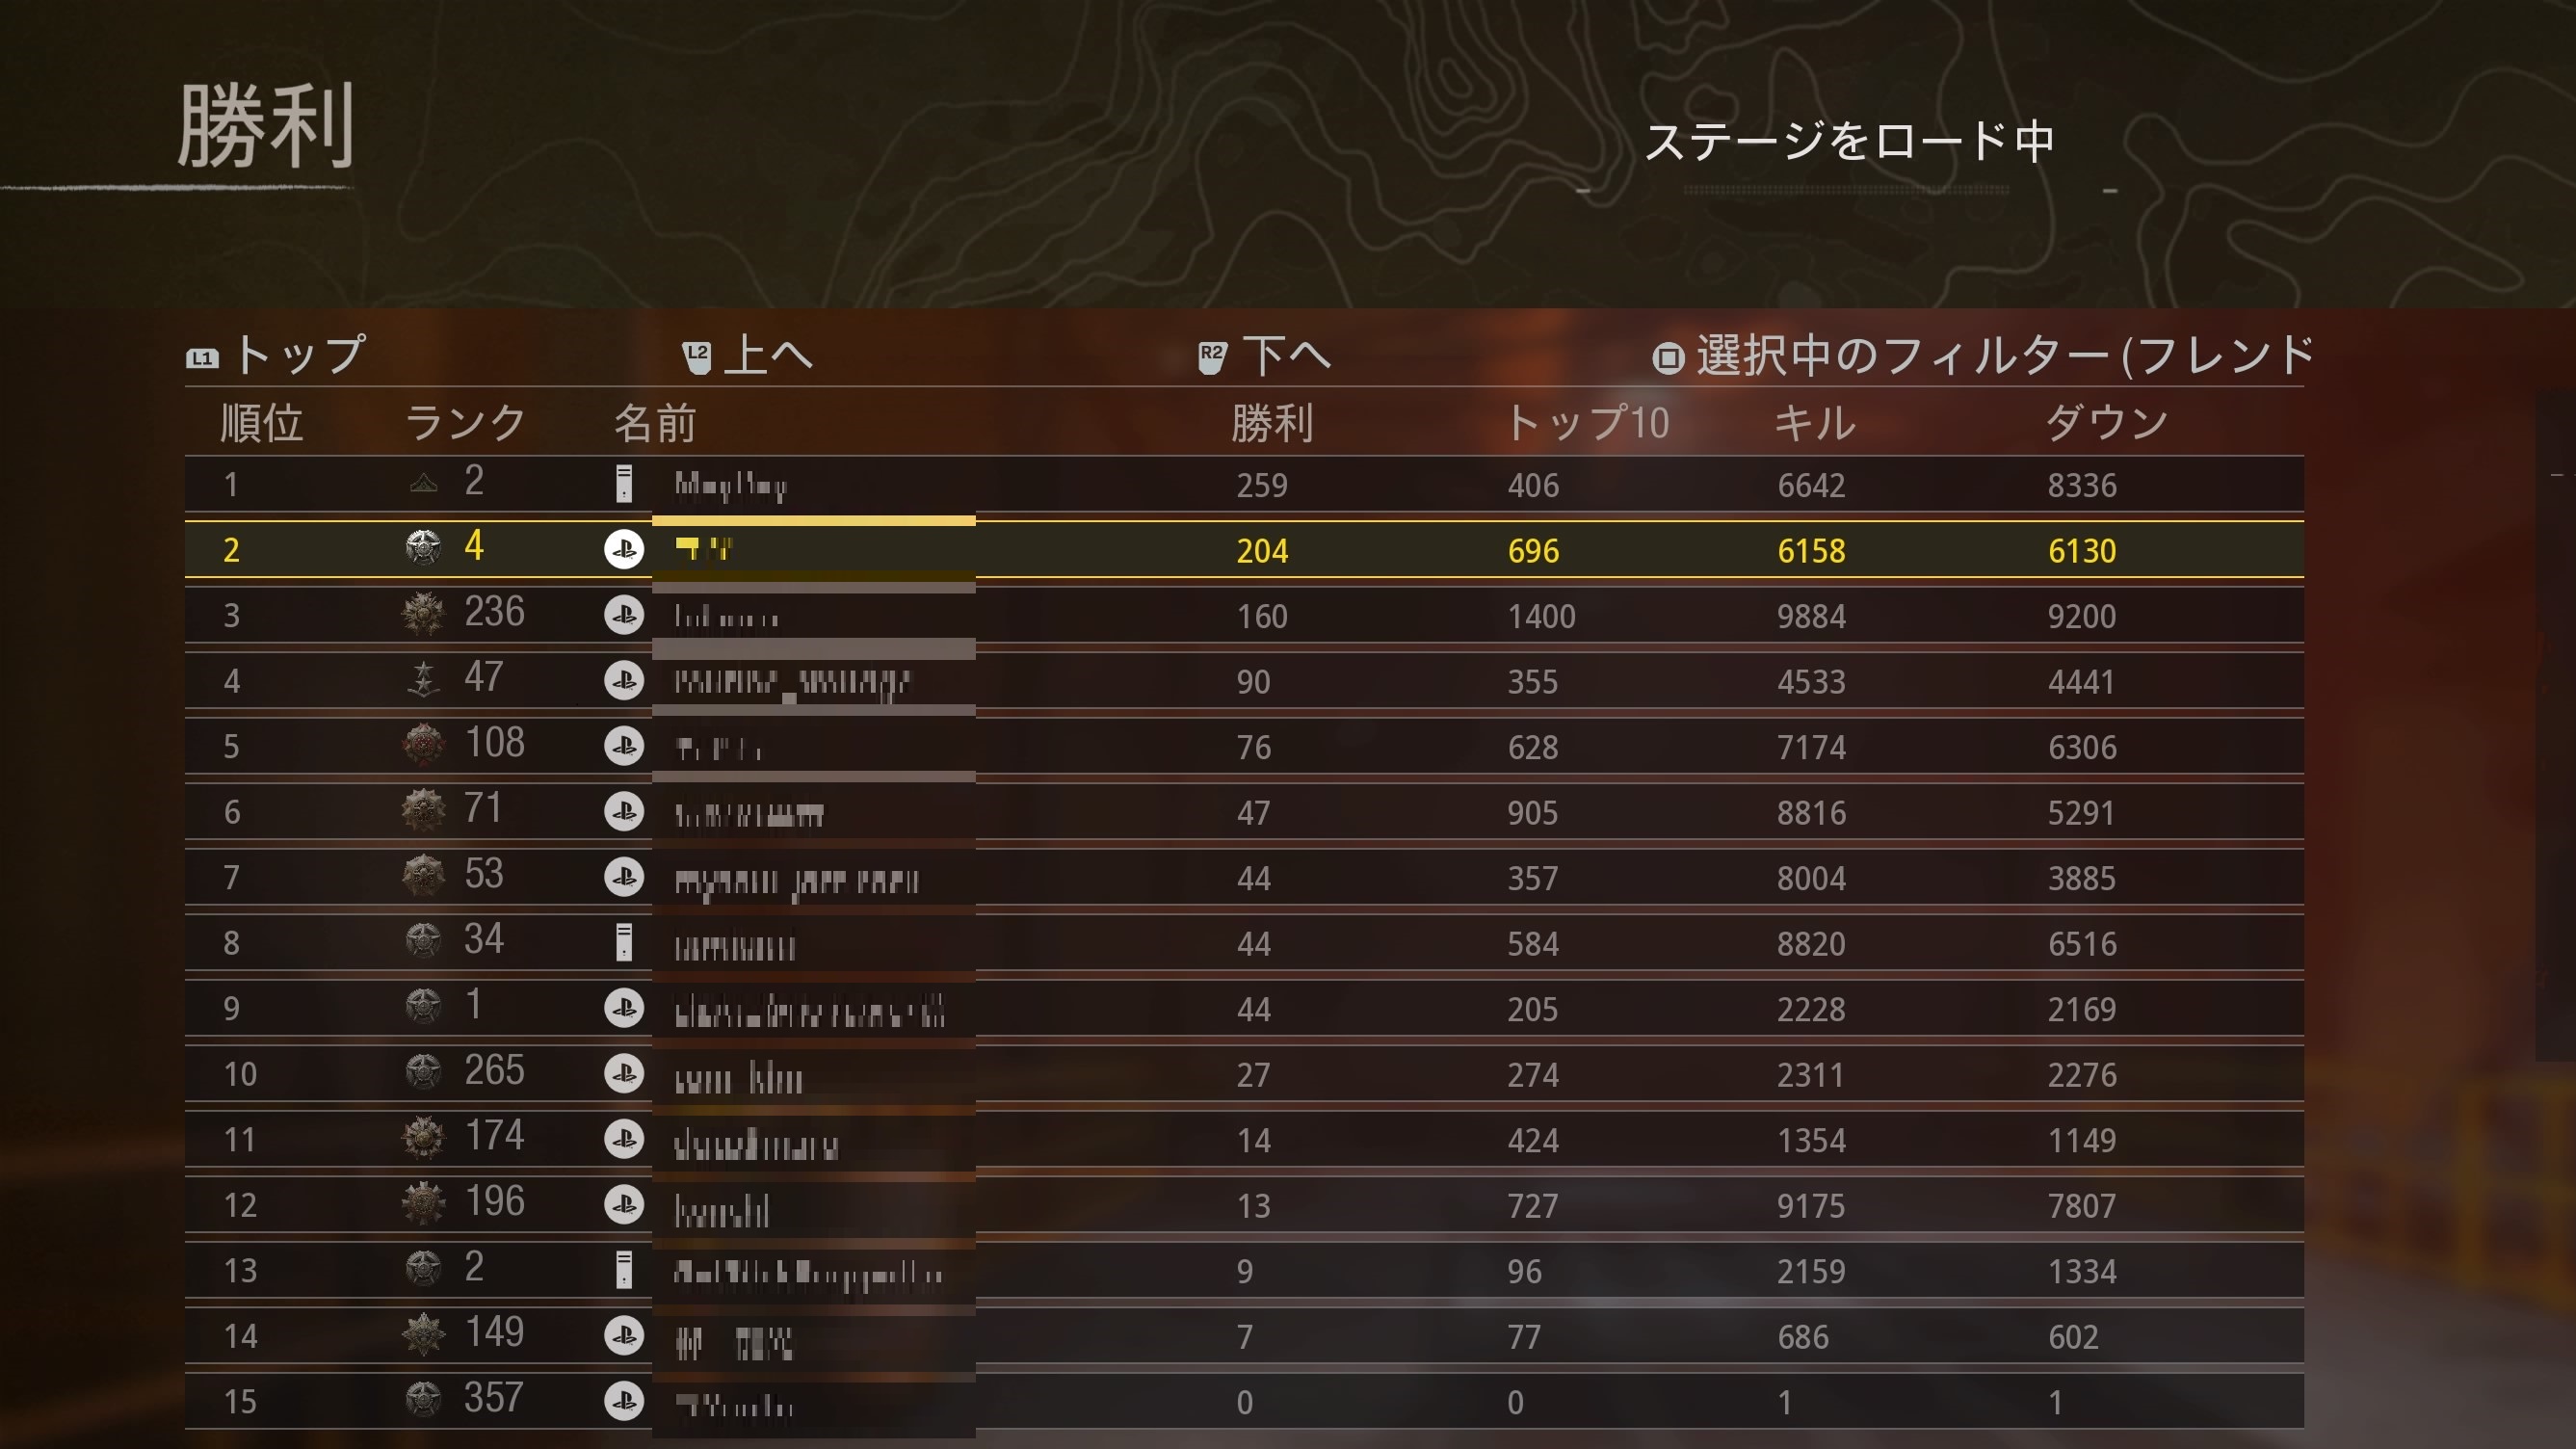 勝利
ステージをロード中
L1 トップ L2 上へ R2 下へ 選択中のフィルター (フレンド
順位 ランク 名前 勝利 トップ10 キル ダウン
1 2 259 406 6642 8336
2 4 204 696 6158 6130
3 236 160 1400 9884 9200
4 47 90 355 4533 4441
5 108 76 628 7174 6306
6 71 47 905 8816 5291
7 53 44 357 8004 3885
8 34 44 584 8820 6516
9 1 44 205 2228 2169
10 265 27 274 2311 2276
11 174 14 424 1354 1149
12 196 13 727 9175 7807
13 2 9 96 2159 1334
14 149 7 77 686 602
15 357 0 0 1 1